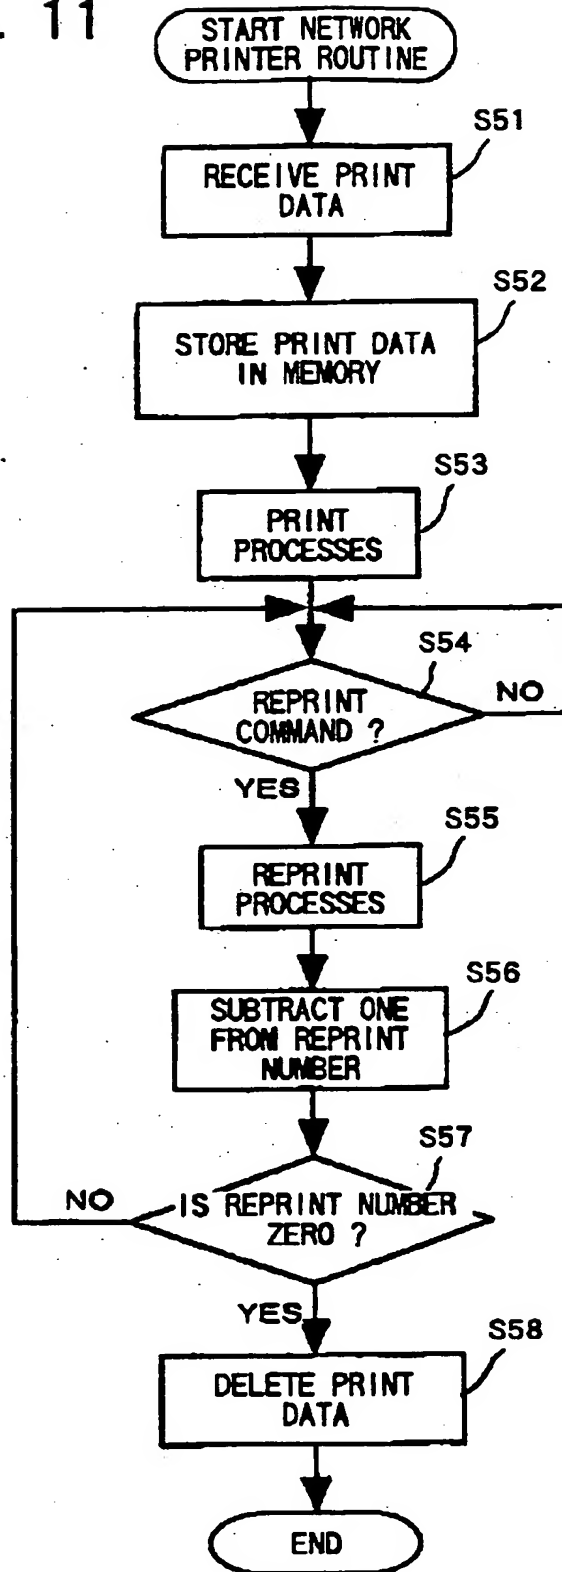 . 11
START NETWORK
PRINTER ROUTINE
S51
RECEIVE PRINT
DATA
S52
STORE PRINT DATA
IN MEMORY
S53
PRINT
PROCESSES
S54
REPRINT
COMMAND ?
NO
YES
S55
REPRINT
PROCESSES
S56
SUBTRACT ONE
FROM REPRINT
NUMBER
S57
NO
IS REPRINT NUMBER
ZERO ?
YES
S58
DELETE PRINT
DATA
END